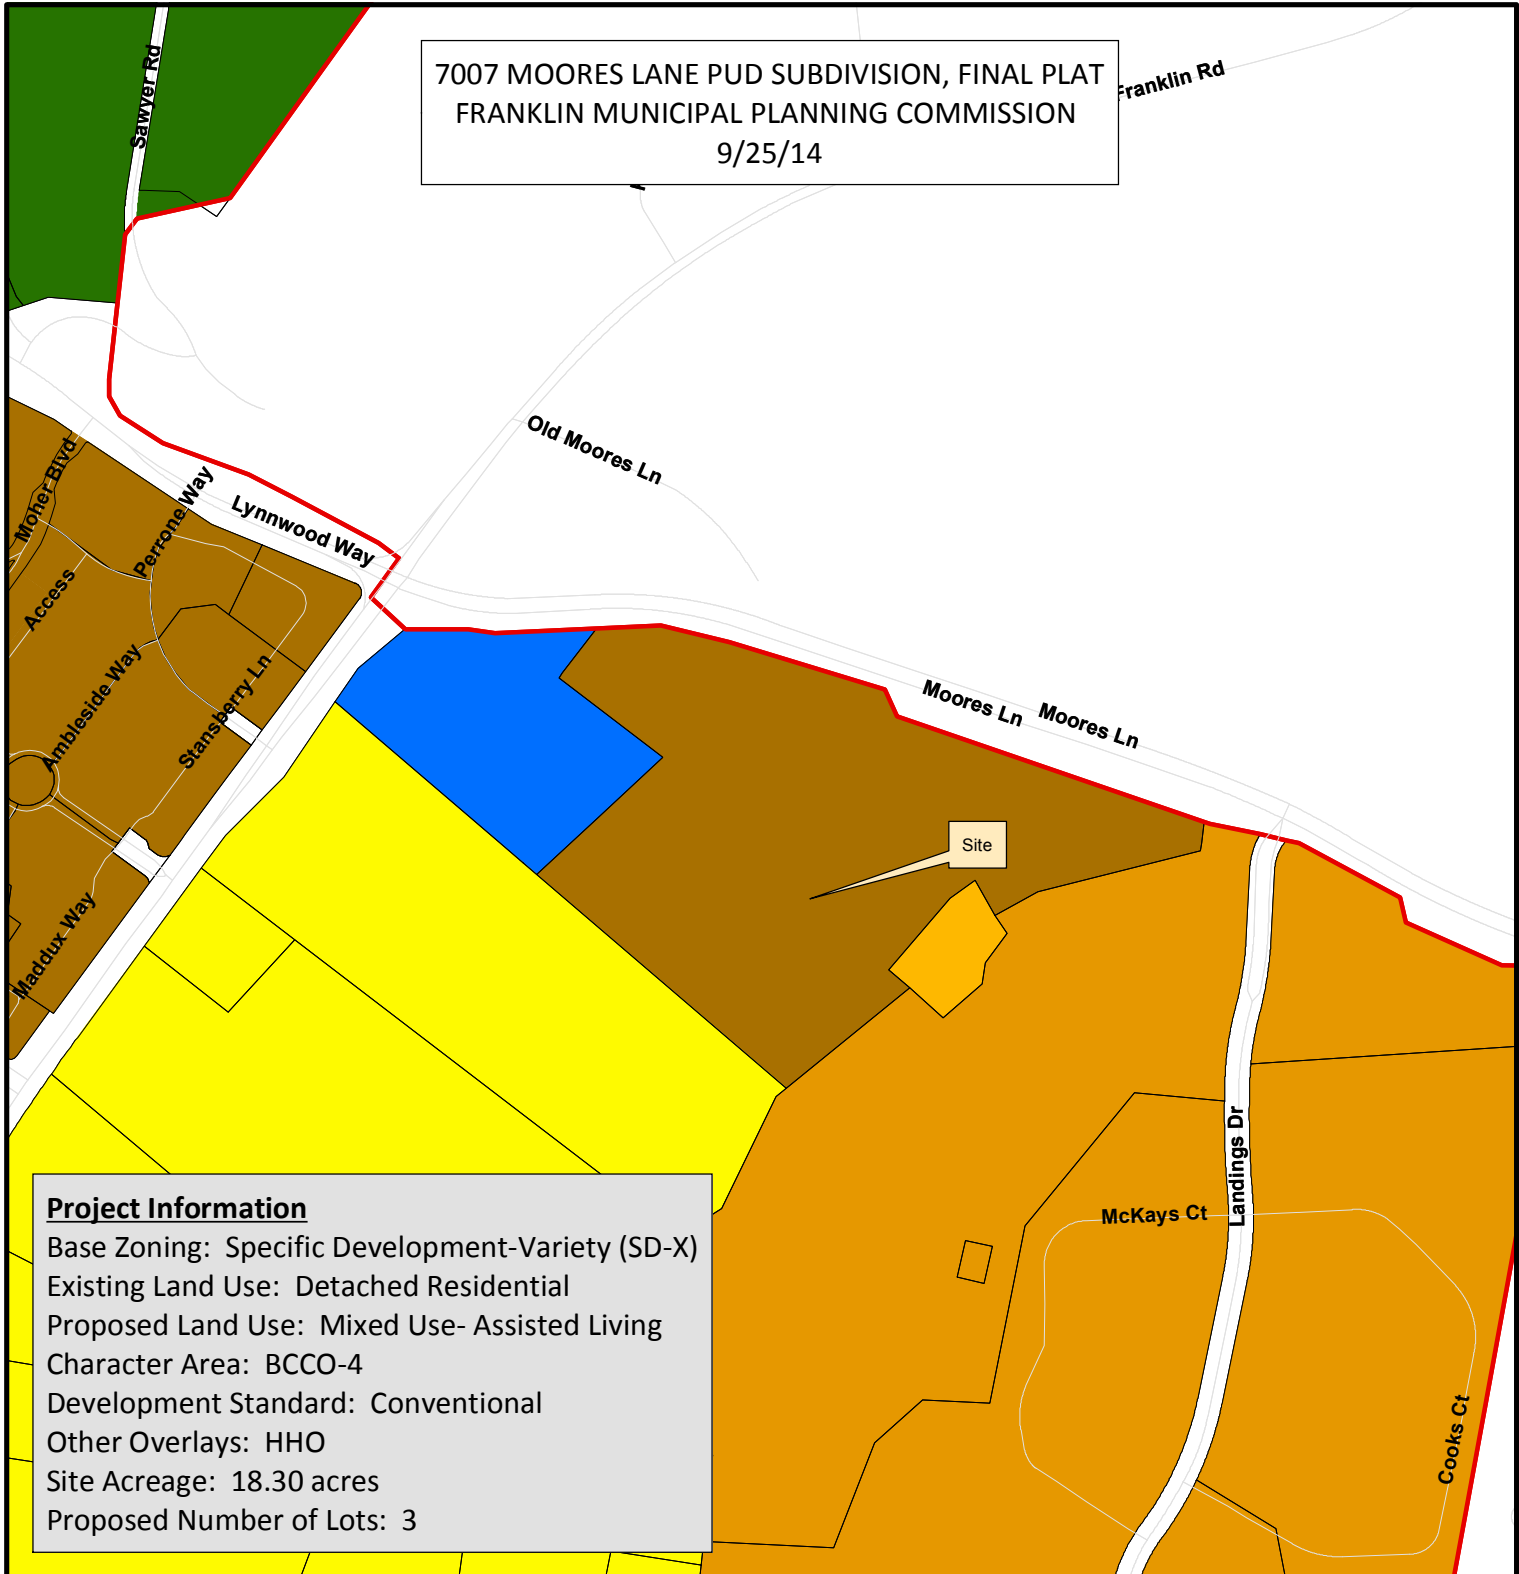 7007 MOORES LANE PUD SUBDIVISION, FINAL PLAT
FRANKLIN MUNICIPAL PLANNING COMMISSION
9/25/14
Sawyer Rd
Franklin Rd
Old Moores Ln
Moher Blvd
Perrone Way
Lynnwood Way
Access
Ambleside Way
Stansberry Ln
Moores Ln
Moores Ln
Site
Maddux Way
Landings Dr
McKays Ct
Cooks Ct
Project Information
Base Zoning: Specific Development-Variety (SD-X)
Existing Land Use: Detached Residential
Proposed Land Use: Mixed Use- Assisted Living
Character Area: BCCO-4
Development Standard: Conventional
Other Overlays: HHO
Site Acreage: 18.30 acres
Proposed Number of Lots: 3